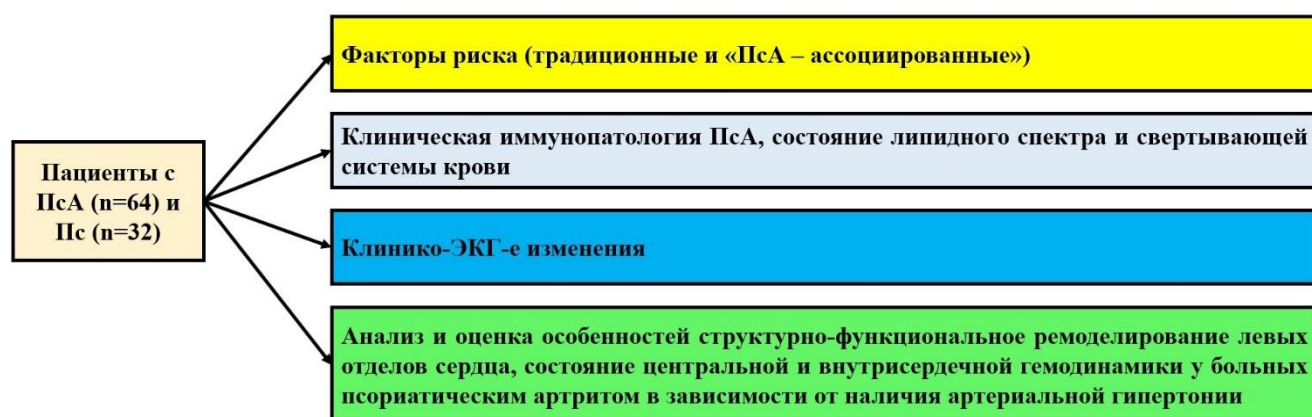 Пациенты с
ПсА (n=64) и
Пс (n=32)
Факторы риска (традиционные и «ПсА – ассоциированные»)
Клиническая иммунопатология ПсА, состояние липидного спектра и свертывающей
системы крови
Клинико-ЭКГ-е изменения
Анализ и оценка особенностей структурно-функциональное ремоделирование левых
отделов сердца, состояние центральной и внутрисердечной гемодинамики у больных
псориатическим артритом в зависимости от наличия артериальной гипертонии